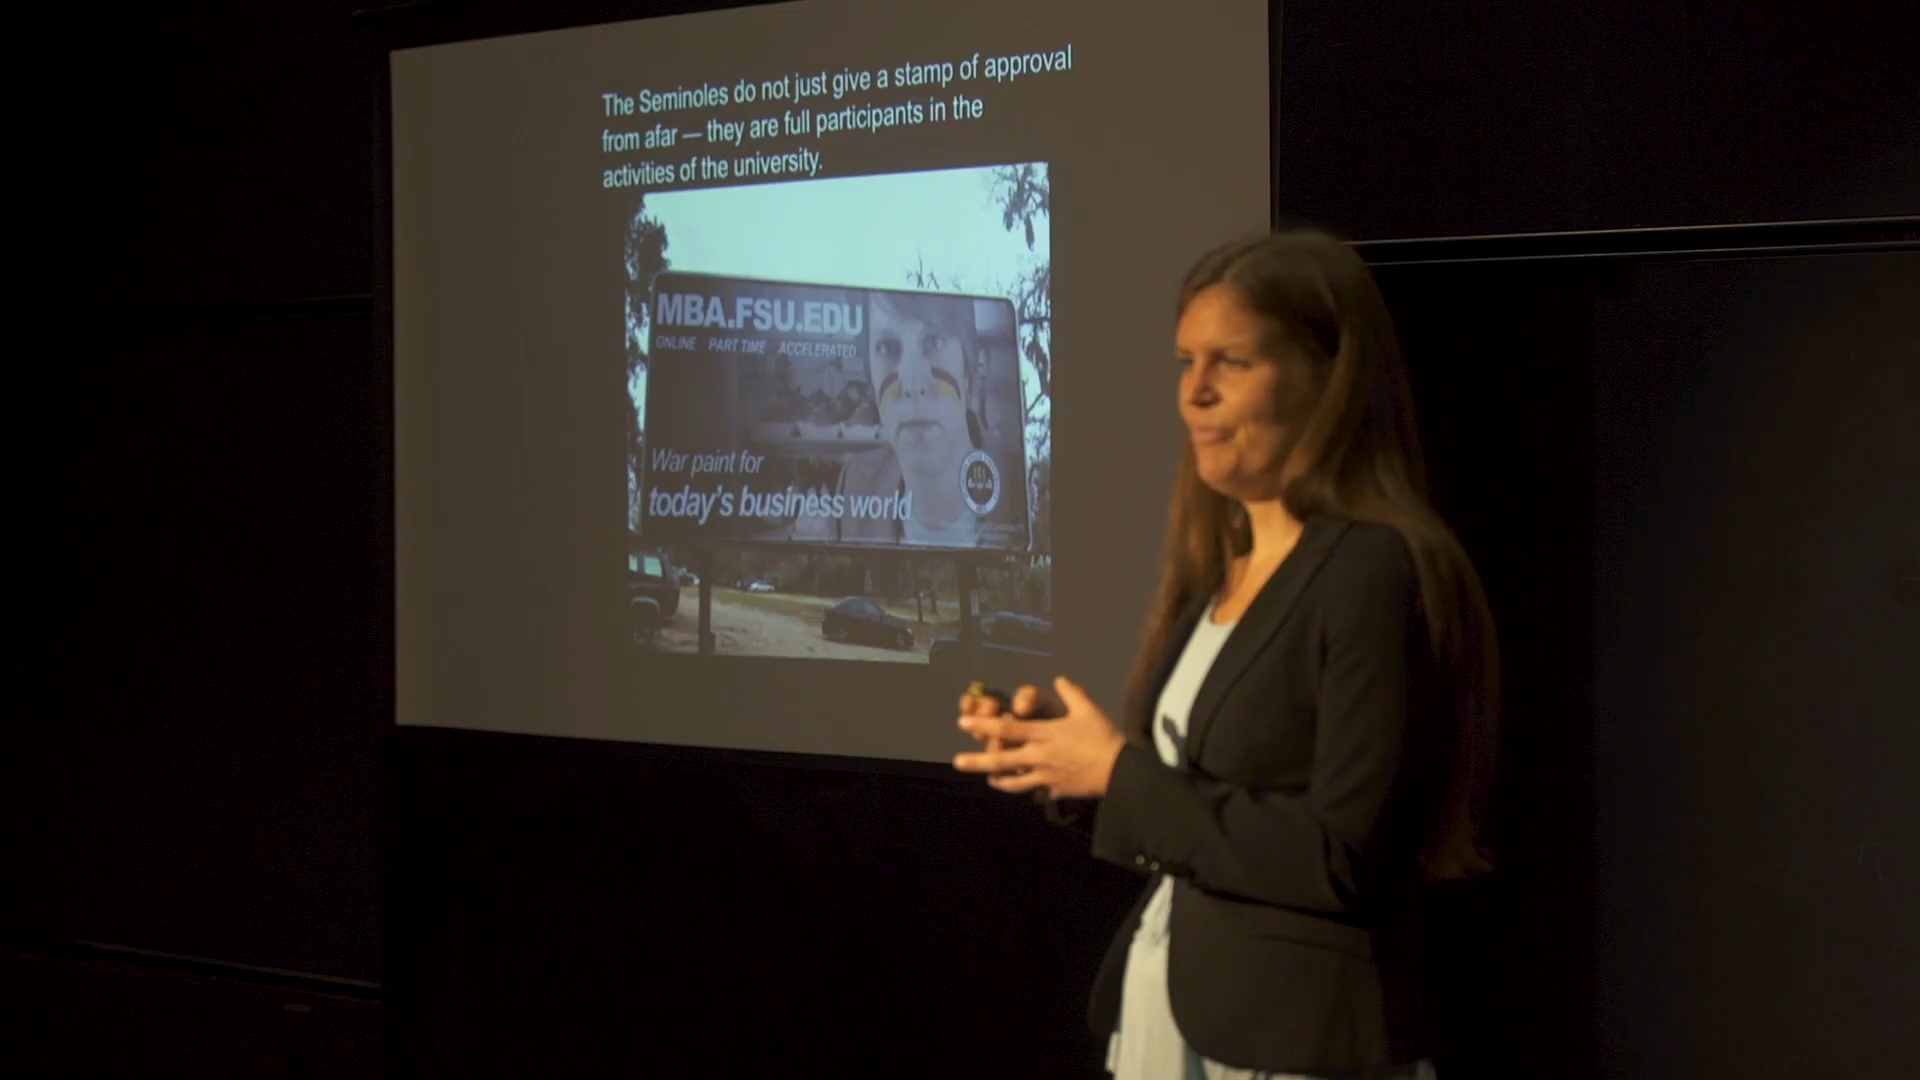 The Seminoles do not just give a stamp of approval
from afar — they are full participants in the
activities of the university.
MBA.FSU.EDU
ONLINE PART TIME ACCELERATED
War paint for
today's business world